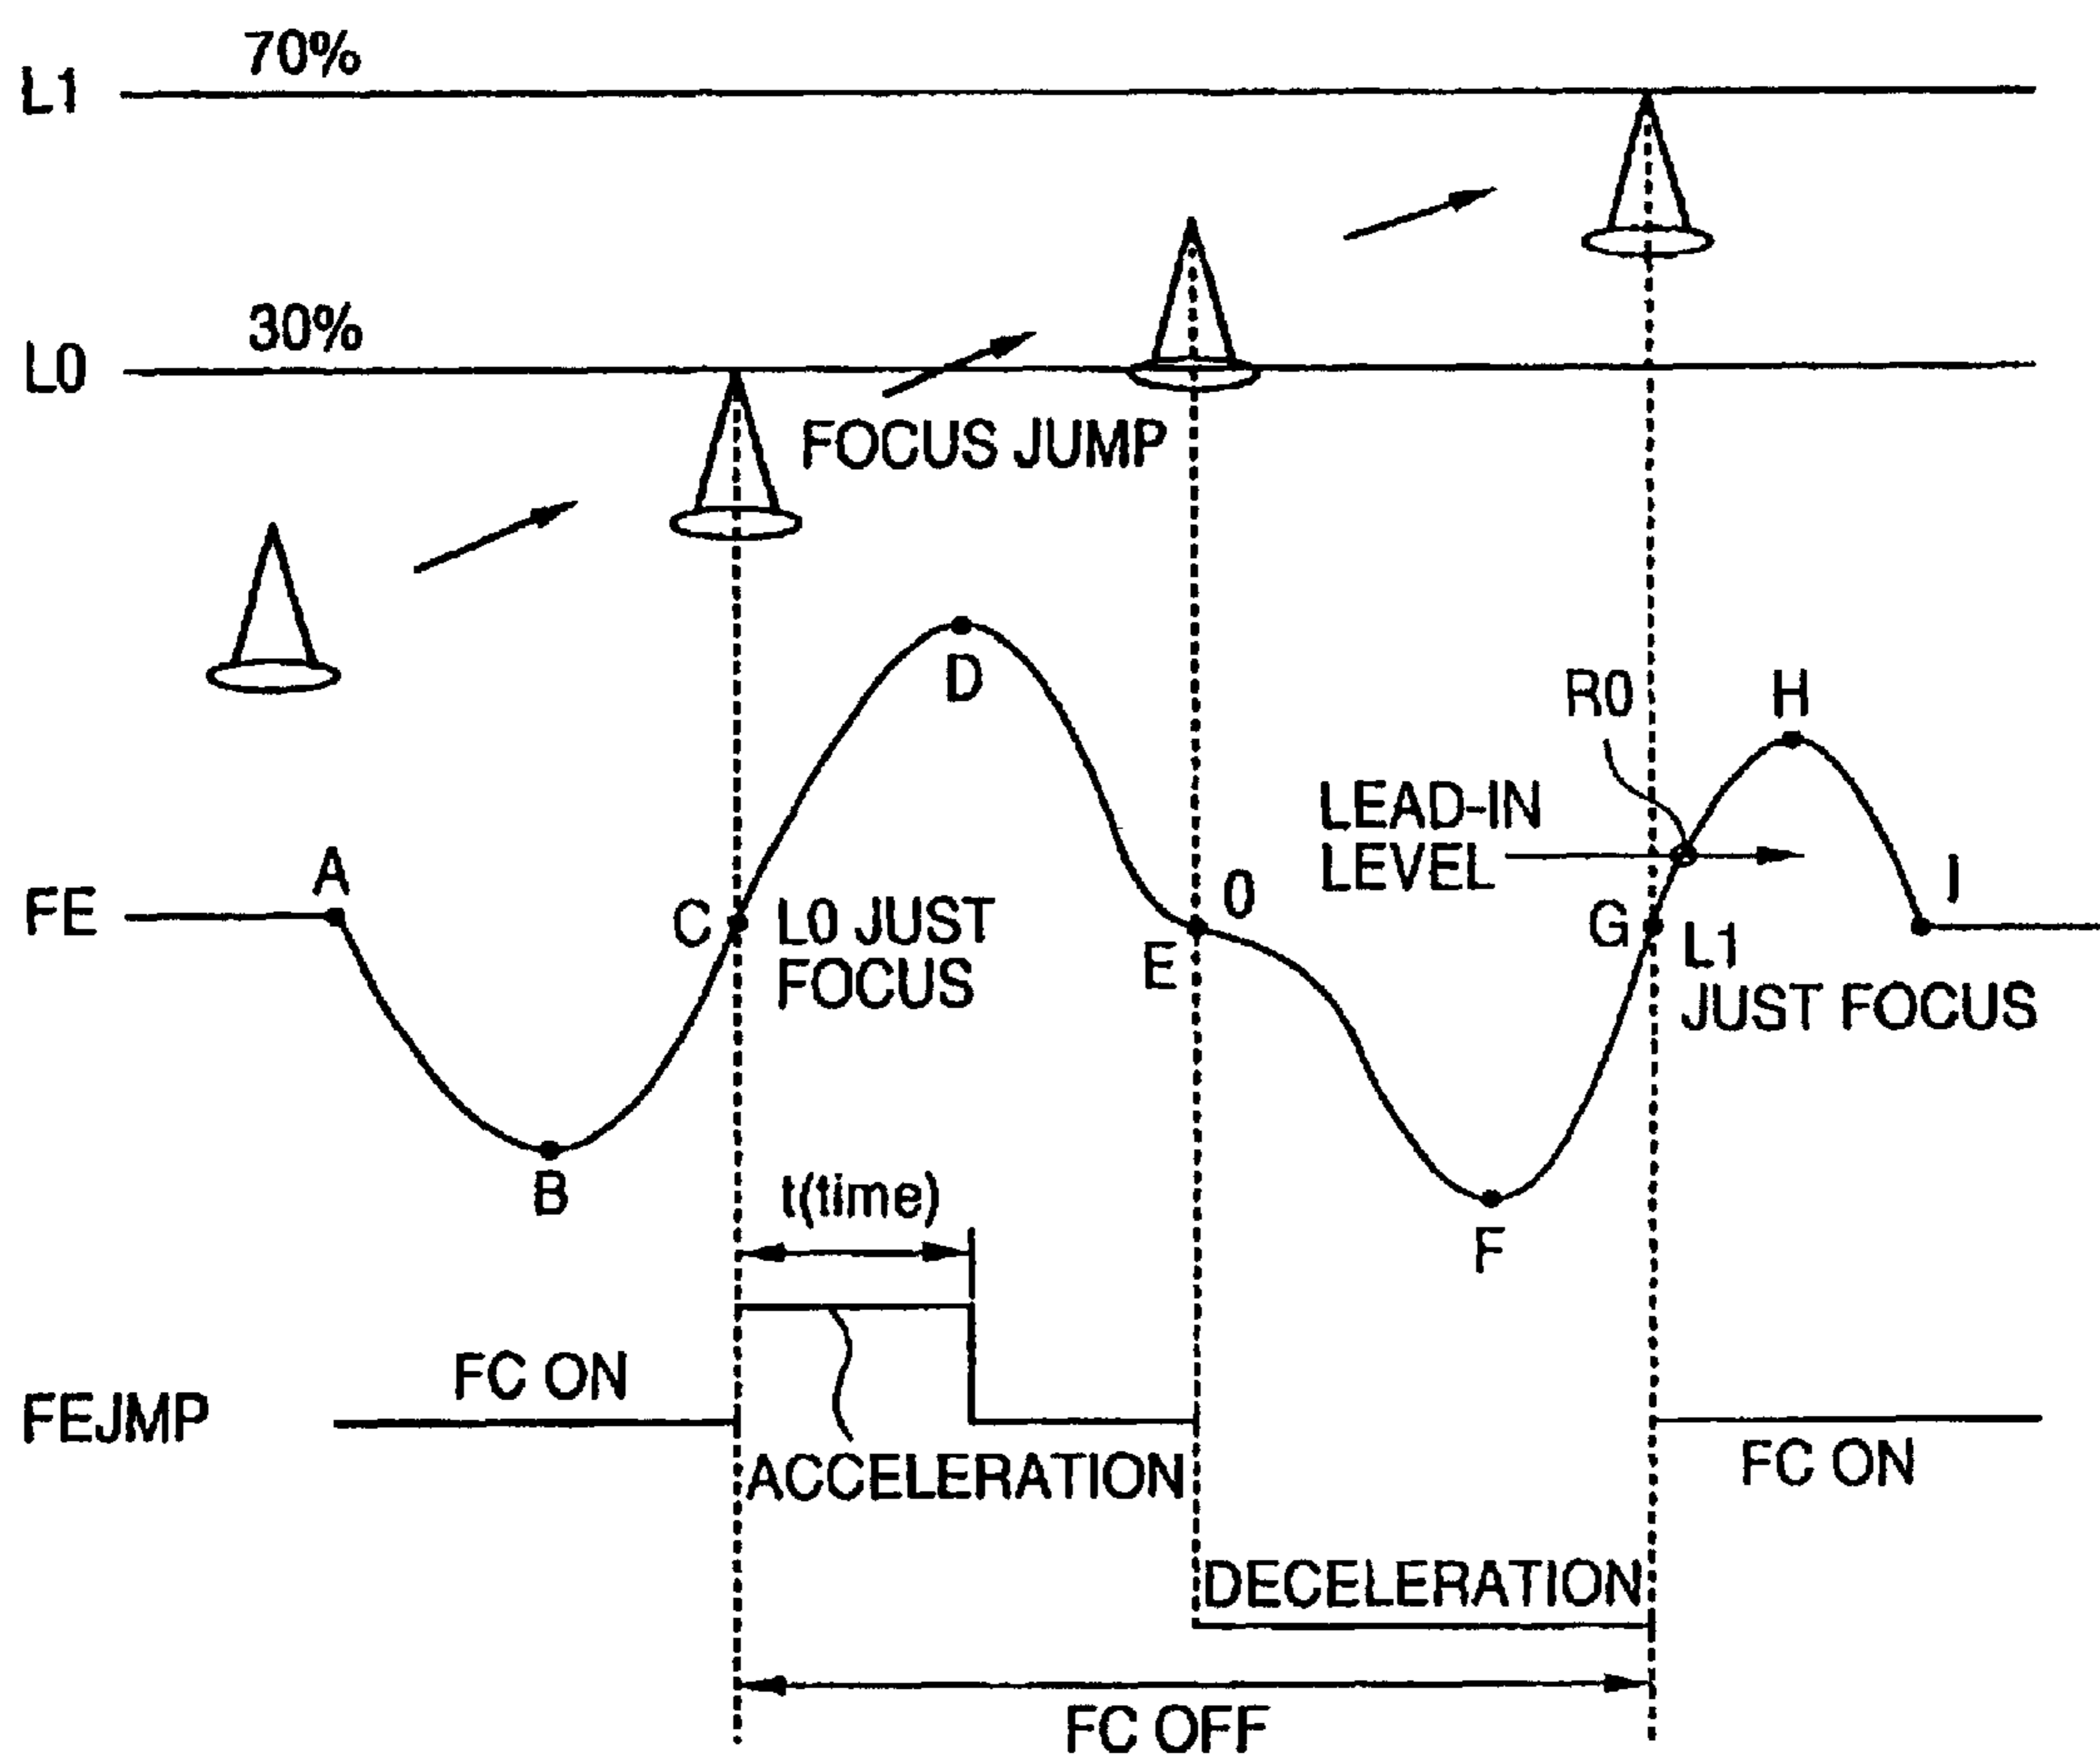 70%
L1
30%
L0
FOCUS JUMP
D
R0
H
LEAD-IN
LEVEL
A
FE
C
L0 JUST
FOCUS
0
E
G
I
L1
JUST FOCUS
B
t(time)
F
FC ON
FEJMP
ACCELERATION
FC ON
DECELERATION
FC OFF